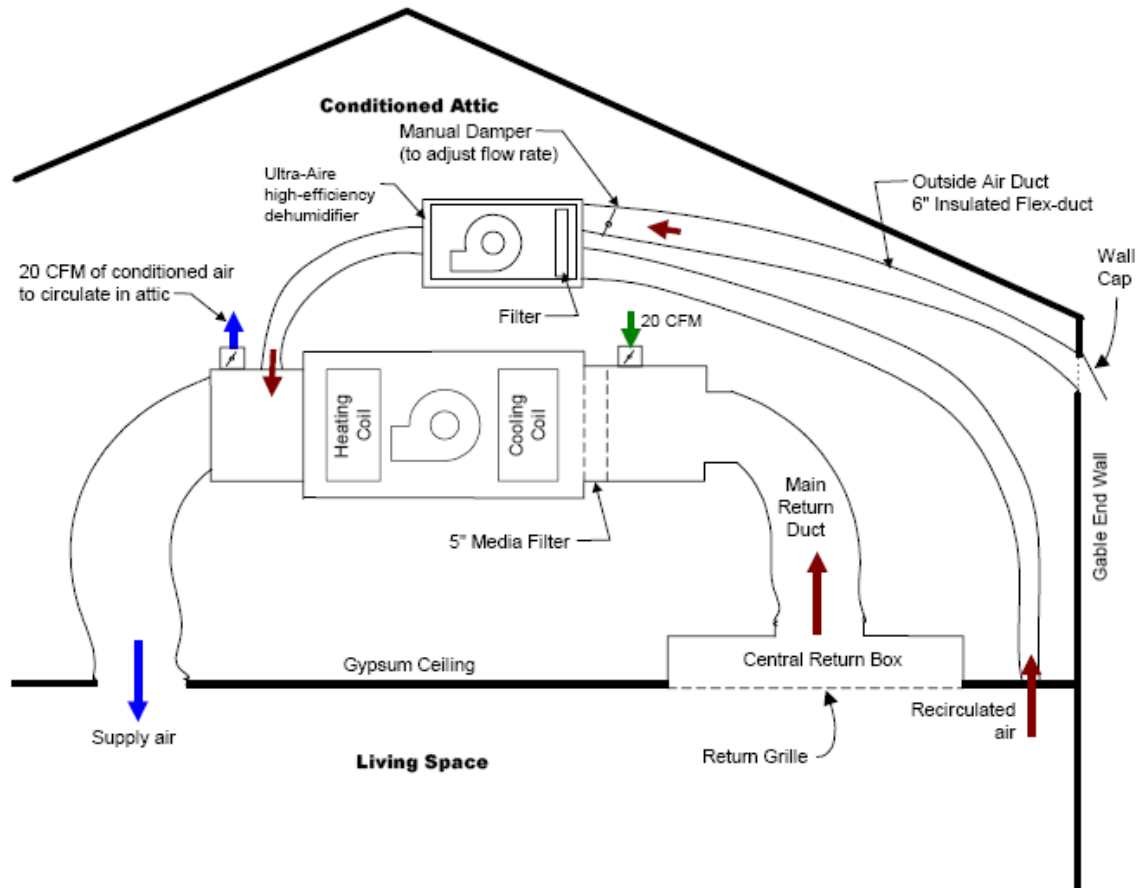 Conditioned Attic
Manual Damper
(to adjust flow rate)
Ultra-Aire
high-efficiency
dehumidifier
Outside Air Duct
6" Insulated Flex-duct
Wall
Cap
20 CFM of conditioned air
to circulate in attic
Filter
20 CFM
Heating
Coil
Cooling
Coil
Main
Return
Duct
5" Media Filter
Gable End Wall
Gypsum Ceiling
Central Return Box
Supply air
Recirculated
air
Return Grille
Living Space